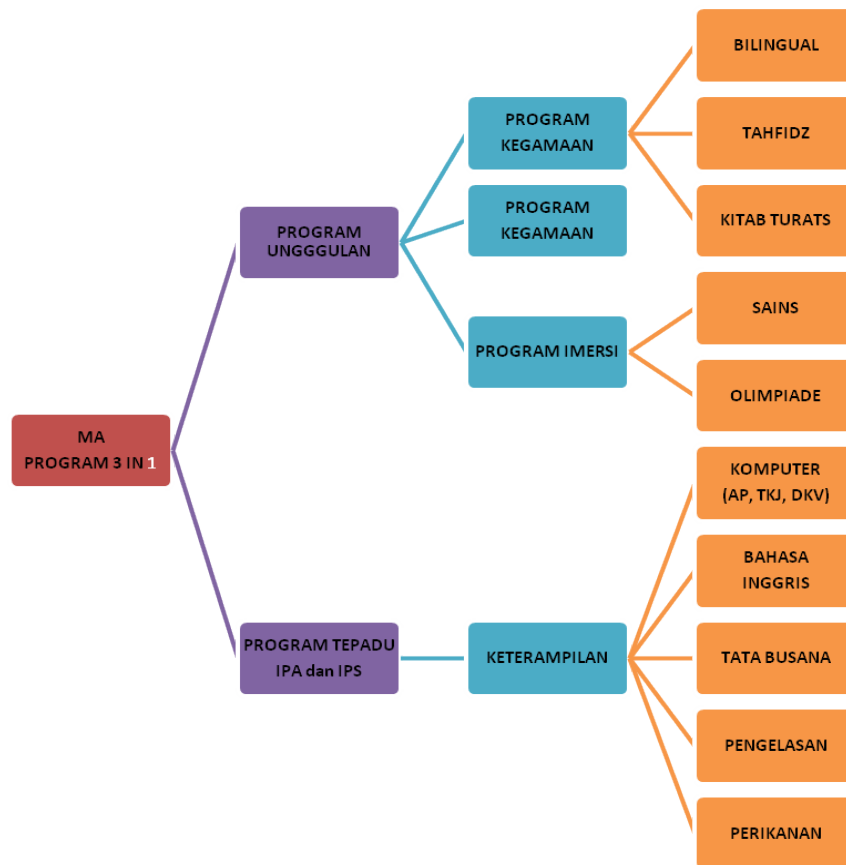 MA
PROGRAM 3 IN 1
PROGRAM
UNGGGULAN
PROGRAM
KEGAMAAN
BILINGUAL
TAHFIDZ
KITAB TURATS
PROGRAM
KEGAMAAN
PROGRAM IMERSI
SAINS
OLIMPIADE
PROGRAM TEPADU
IPA dan IPS
KETERAMPILAN
KOMPUTER
(AP, TKJ, DKV)
BAHASA
INGGRIS
TATA BUSANA
PENGELASAN
PERIKANAN